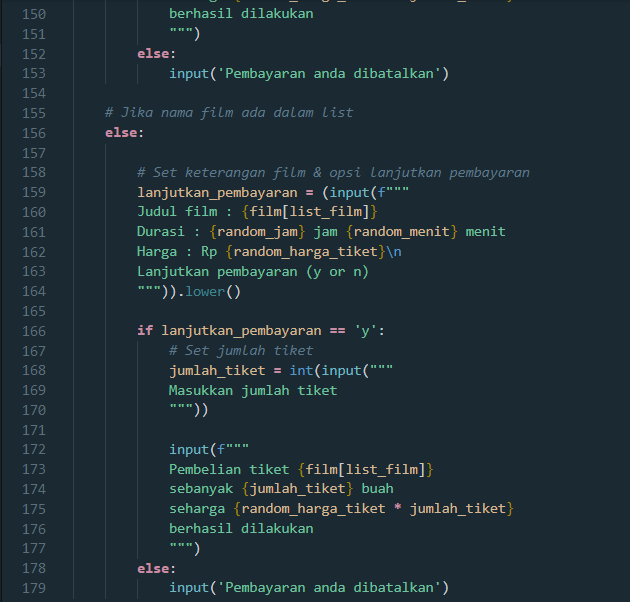 150 berhasil dilakukan
151 """)
152 else:
153 input('Pembayaran anda dibatalkan')
154
155 # Jika nama film ada dalam list
156 else:
157
158 # Set keterangan film & opsi lanjutkan pembayaran
159 lanjutkan_pembayaran = (input(f"""
160 Judul film : {film[list_film]}
161 Durasi : {random_jam} jam {random_menit} menit
162 Harga : Rp {random_harga_tiket}\n
163 Lanjutkan pembayaran (y or n)
164 """)).lower()
165
166 if lanjutkan_pembayaran == 'y':
167 # Set jumlah tiket
168 jumlah_tiket = int(input("""
169 Masukkan jumlah tiket
170 """))
171
172 input(f"""
173 Pembelian tiket {film[list_film]}
174 sebanyak {jumlah_tiket} buah
175 seharga {random_harga_tiket * jumlah_tiket}
176 berhasil dilakukan
177 """)
178 else:
179 input('Pembayaran anda dibatalkan')